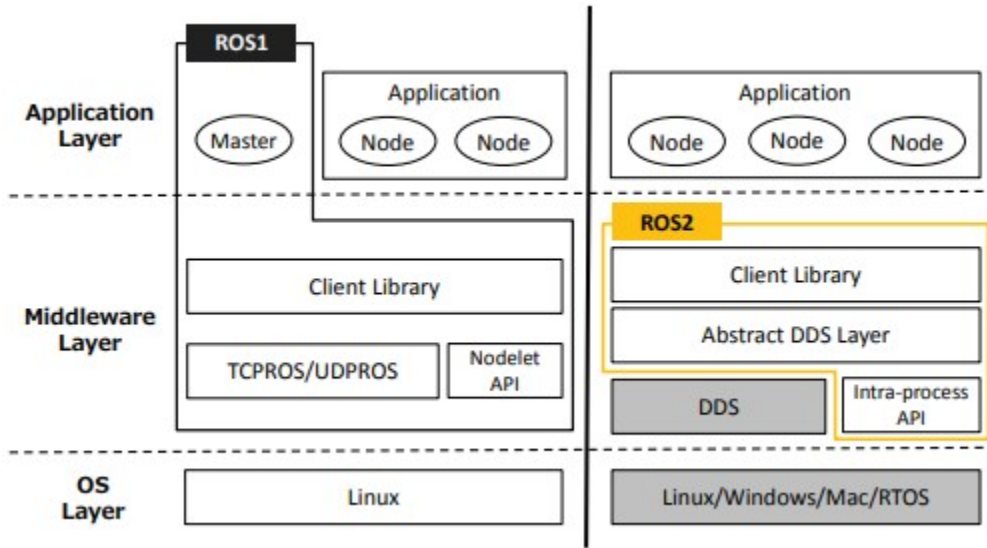 ROS1
Application
Layer
Master
Application
Node
Node
Application
Node
Node
Node
Middleware
Layer
Client Library
TCPROS/UDPROS
Nodelet
API
ROS2
Client Library
Abstract DDS Layer
DDS
Intra-process
API
OS
Layer
Linux
Linux/Windows/Mac/RTOS